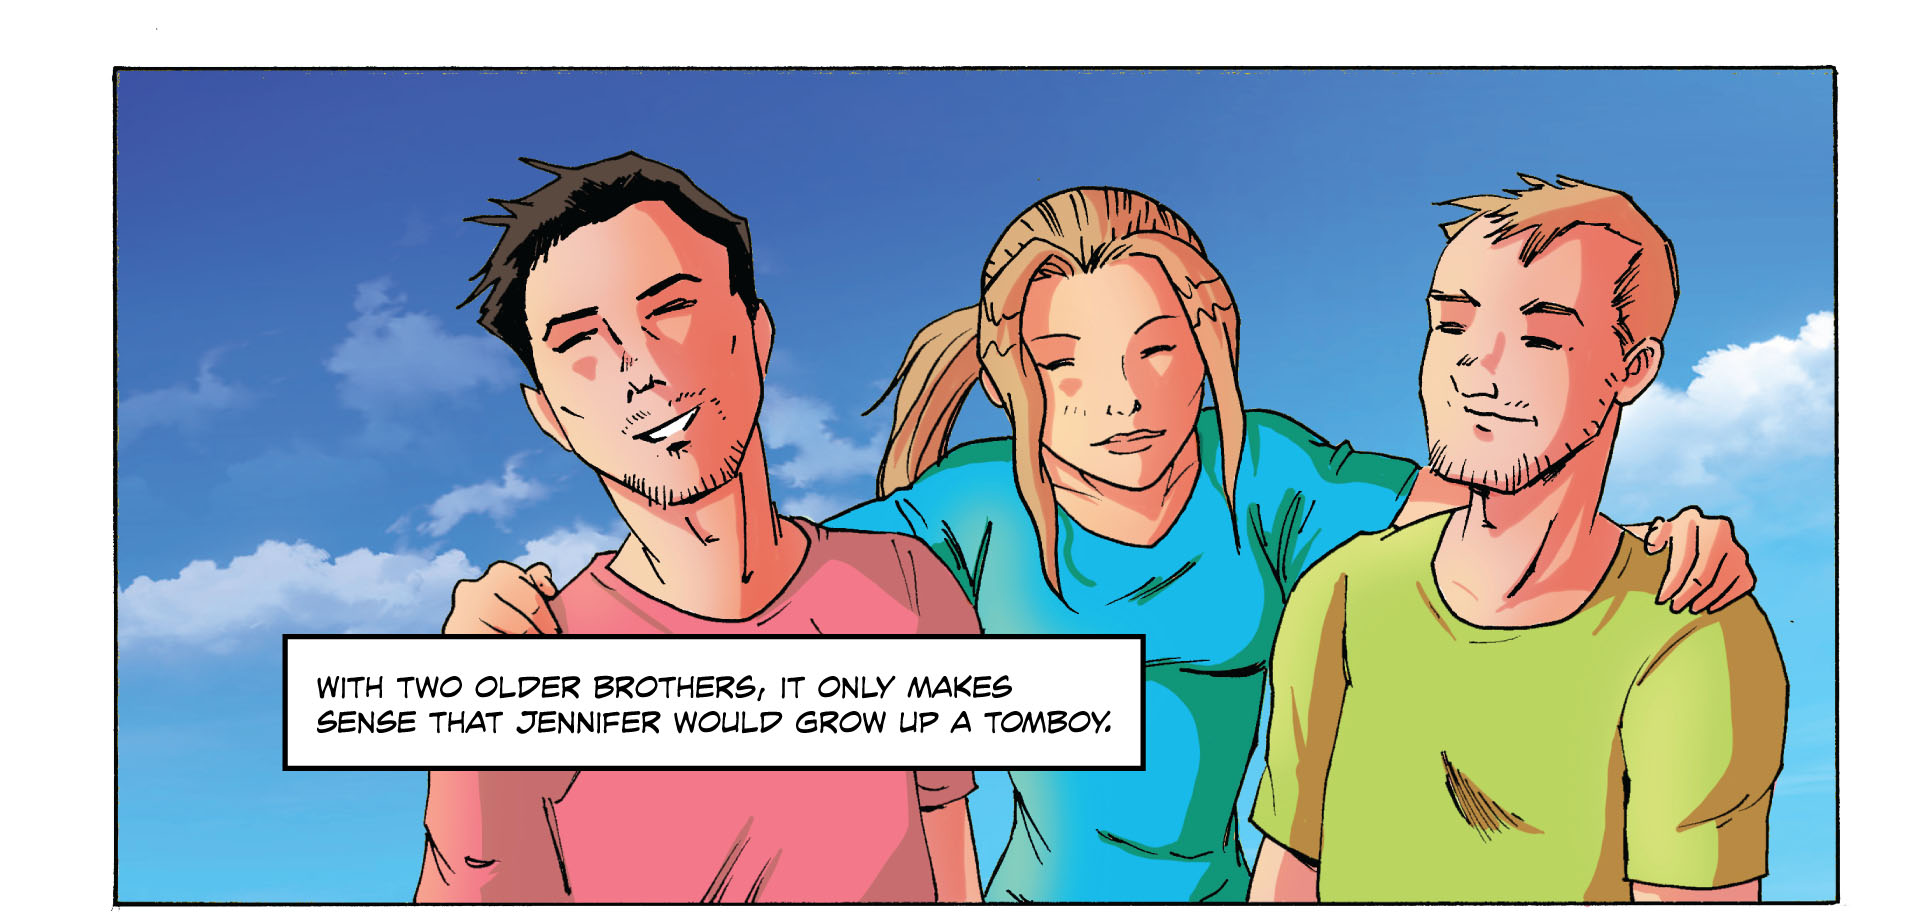 WITH TWO OLDER BROTHERS, IT ONLY MAKES
SENSE THAT JENNIFER WOULD GROW UP A TOMBOY.